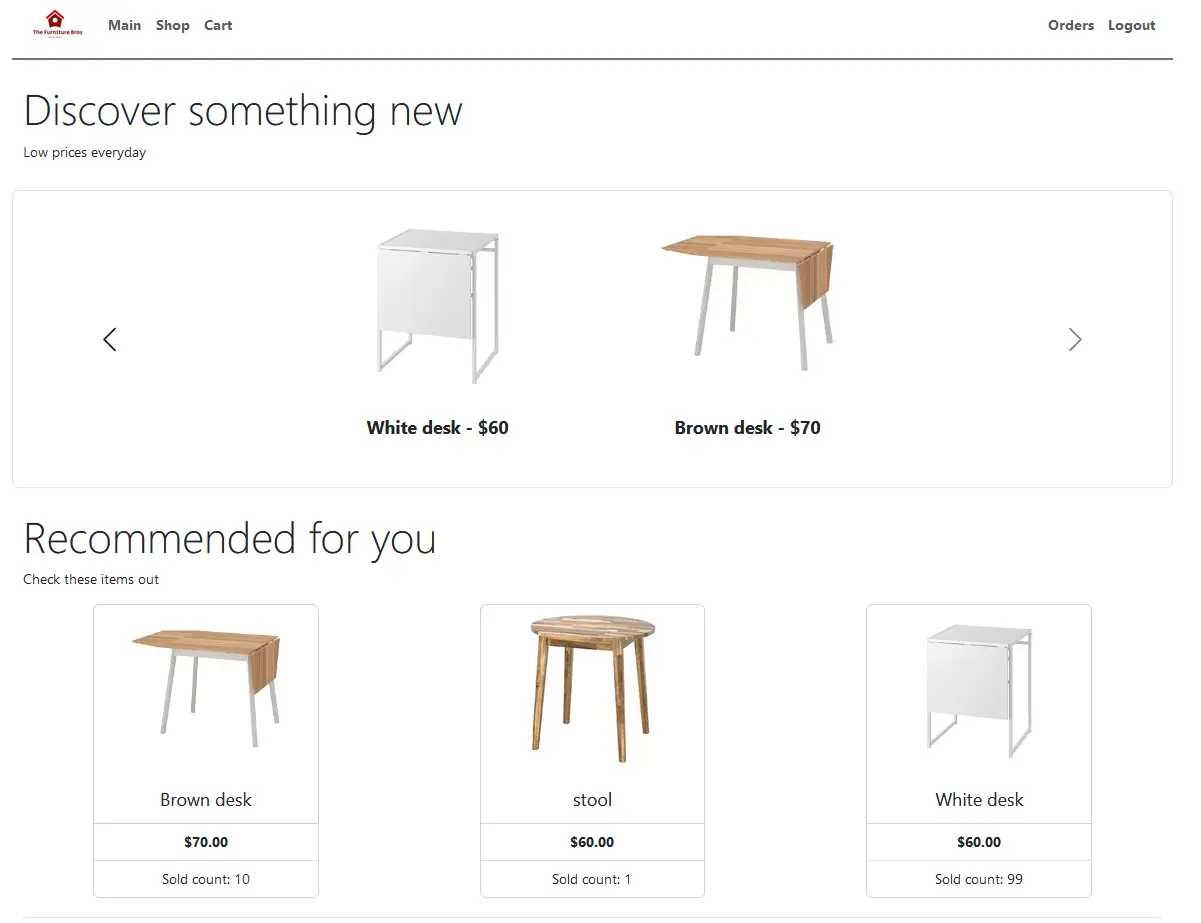 The Furniture Bros
Main Shop Cart Orders Logout
Discover something new
Low prices everyday
White desk - $60
Brown desk - $70
Recommended for you
Check these items out
Brown desk
$70.00
Sold count: 10
stool
$60.00
Sold count: 1
White desk
$60.00
Sold count: 99